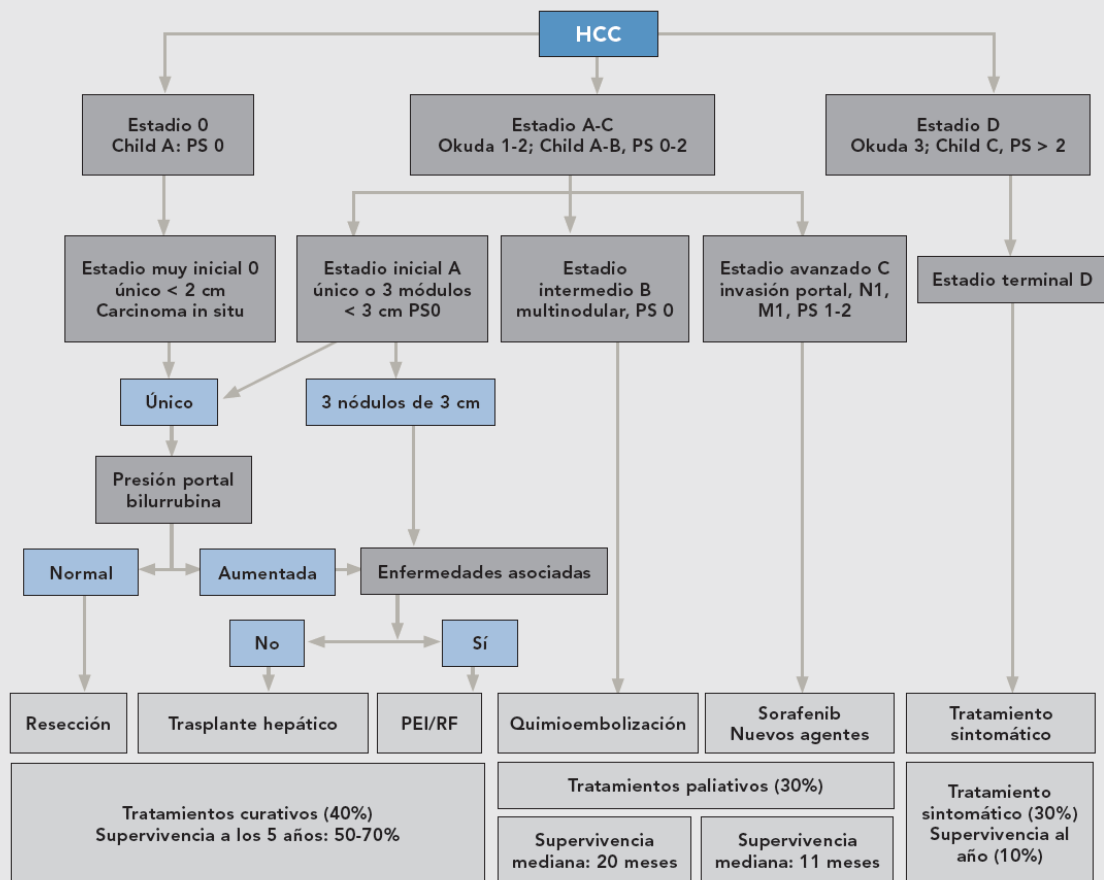 HCC
Estadio 0
Child A: PS 0
Estadio A-C
Okuda 1-2; Child A-B, PS 0-2
Estadio D
Okuda 3; Child C, PS > 2
Estadio muy inicial 0
único < 2 cm
Carcinoma in situ
Estadio inicial A
único o 3 módulos
< 3 cm PS0
Estadio
intermedio B
multinodular, PS 0
Estadio avanzado C
invasión portal, N1,
M1, PS 1-2
Estadio terminal D
Único
3 nódulos de 3 cm
Presión portal
bilurrubina
Normal
Aumentada
Enfermedades asociadas
No
Sí
Resección
Trasplante hepático
PEI/RF
Quimioembolización
Sorafenib
Nuevos agentes
Tratamiento
sintomático
Tratamientos curativos (40%)
Supervivencia a los 5 años: 50-70%
Tratamientos paliativos (30%)
Supervivencia
mediana: 20 meses
Supervivencia
mediana: 11 meses
Tratamiento
sintomático (30%)
Supervivencia al
año (10%)